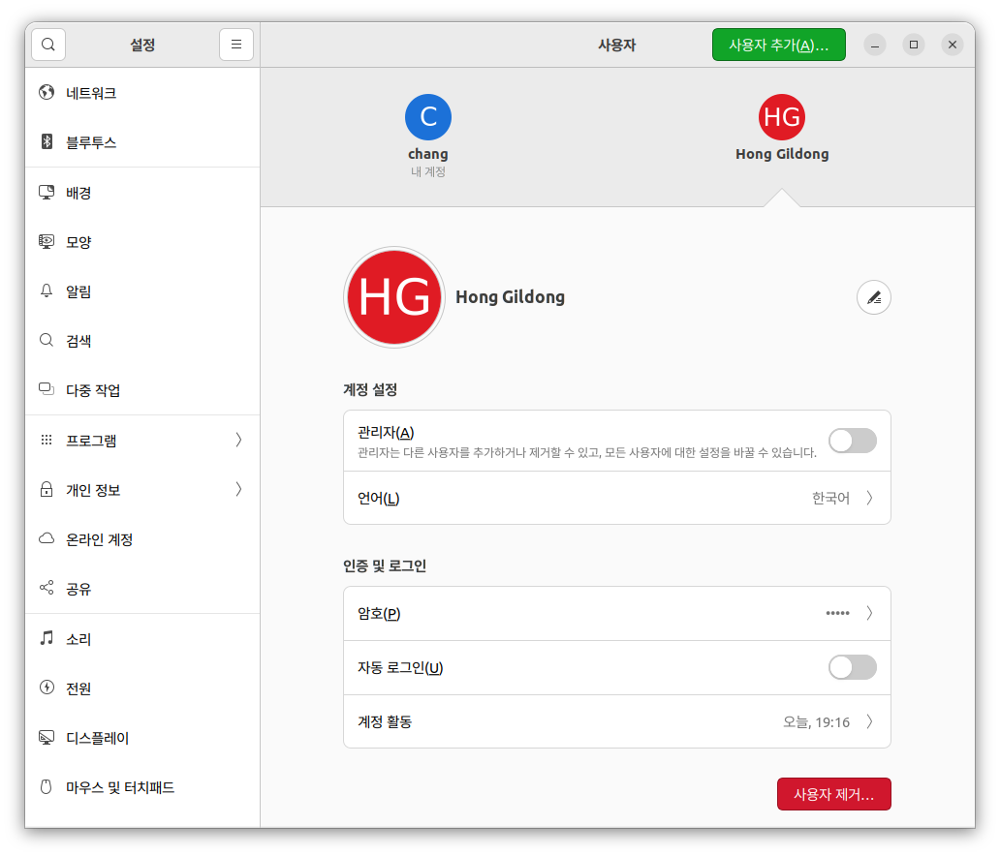 설정
사용자
사용자 추가(A)...
네트워크
블루투스
배경
모양
알림
검색
다중 작업
프로그램
개인 정보
온라인 계정
공유
소리
전원
디스플레이
마우스 및 터치패드
C
chang
내 계정
HG
Hong Gildong
HG
Hong Gildong
계정 설정
관리자(A)
관리자는 다른 사용자를 추가하거나 제거할 수 있고, 모든 사용자에 대한 설정을 바꿀 수 있습니다.
언어(L) 한국어
인증 및 로그인
암호(P) •••••
자동 로그인(U)
계정 활동 오늘, 19:16
사용자 제거...